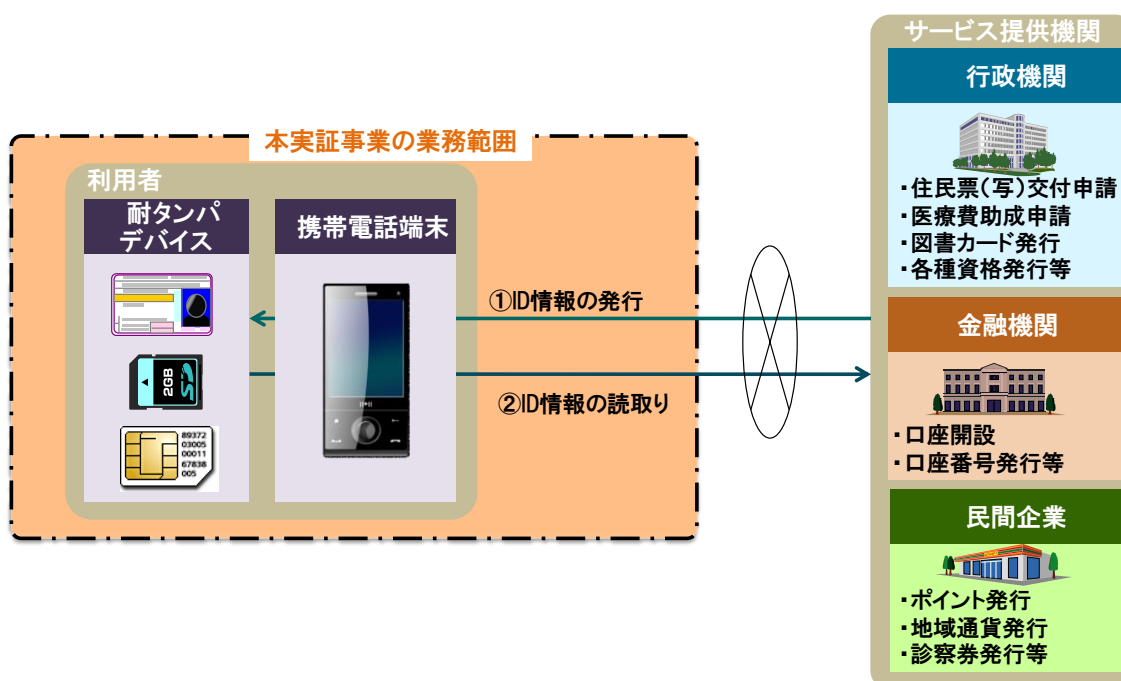 サービス提供機関
行政機関
・住民票(写)交付申請
・医療費助成申請
・図書カード発行
・各種資格発行等
金融機関
・口座開設
・口座番号発行等
民間企業
・ポイント発行
・地域通貨発行
・診察券発行等
本実証事業の業務範囲
利用者
耐タンパ
デバイス
携帯電話端末
①ID情報の発行
②ID情報の読取り
2GB
SD
89372
03005
00011
67838
005